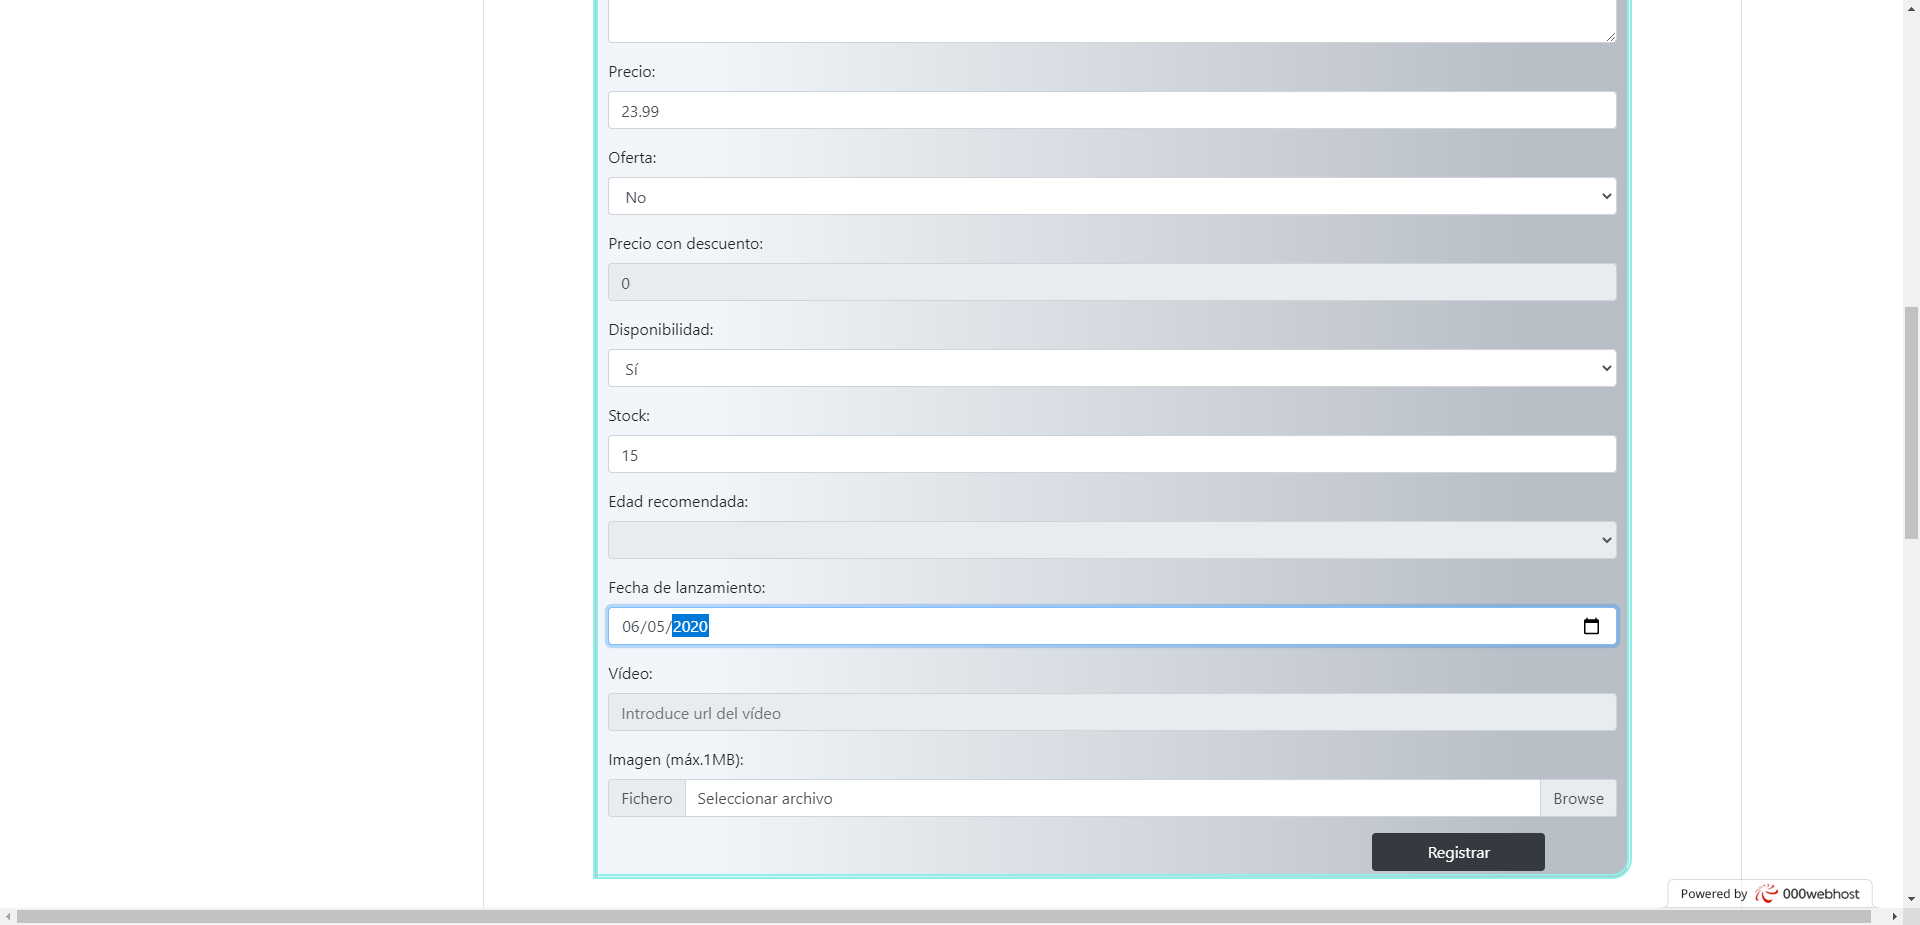 Precio:
23.99
Oferta:
No
Precio con descuento:
0
Disponibilidad:
Sí
Stock:
15
Edad recomendada:
Fecha de lanzamiento:
06/05/2020
Vídeo:
Introduce url del vídeo
Imagen (máx.1MB):
Fichero Seleccionar archivo Browse
Registrar
Powered by 000webhost